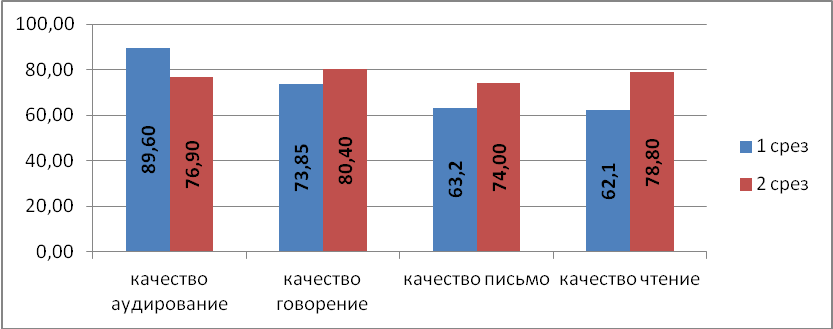 100,00
80,00
60,00
40,00
20,00
0,00
89,60
76,90
73,85
80,40
63,2
74,00
62,1
78,80
качество
аудирование
качество
говорение
качество письмо
качество чтение
1 срез
2 срез